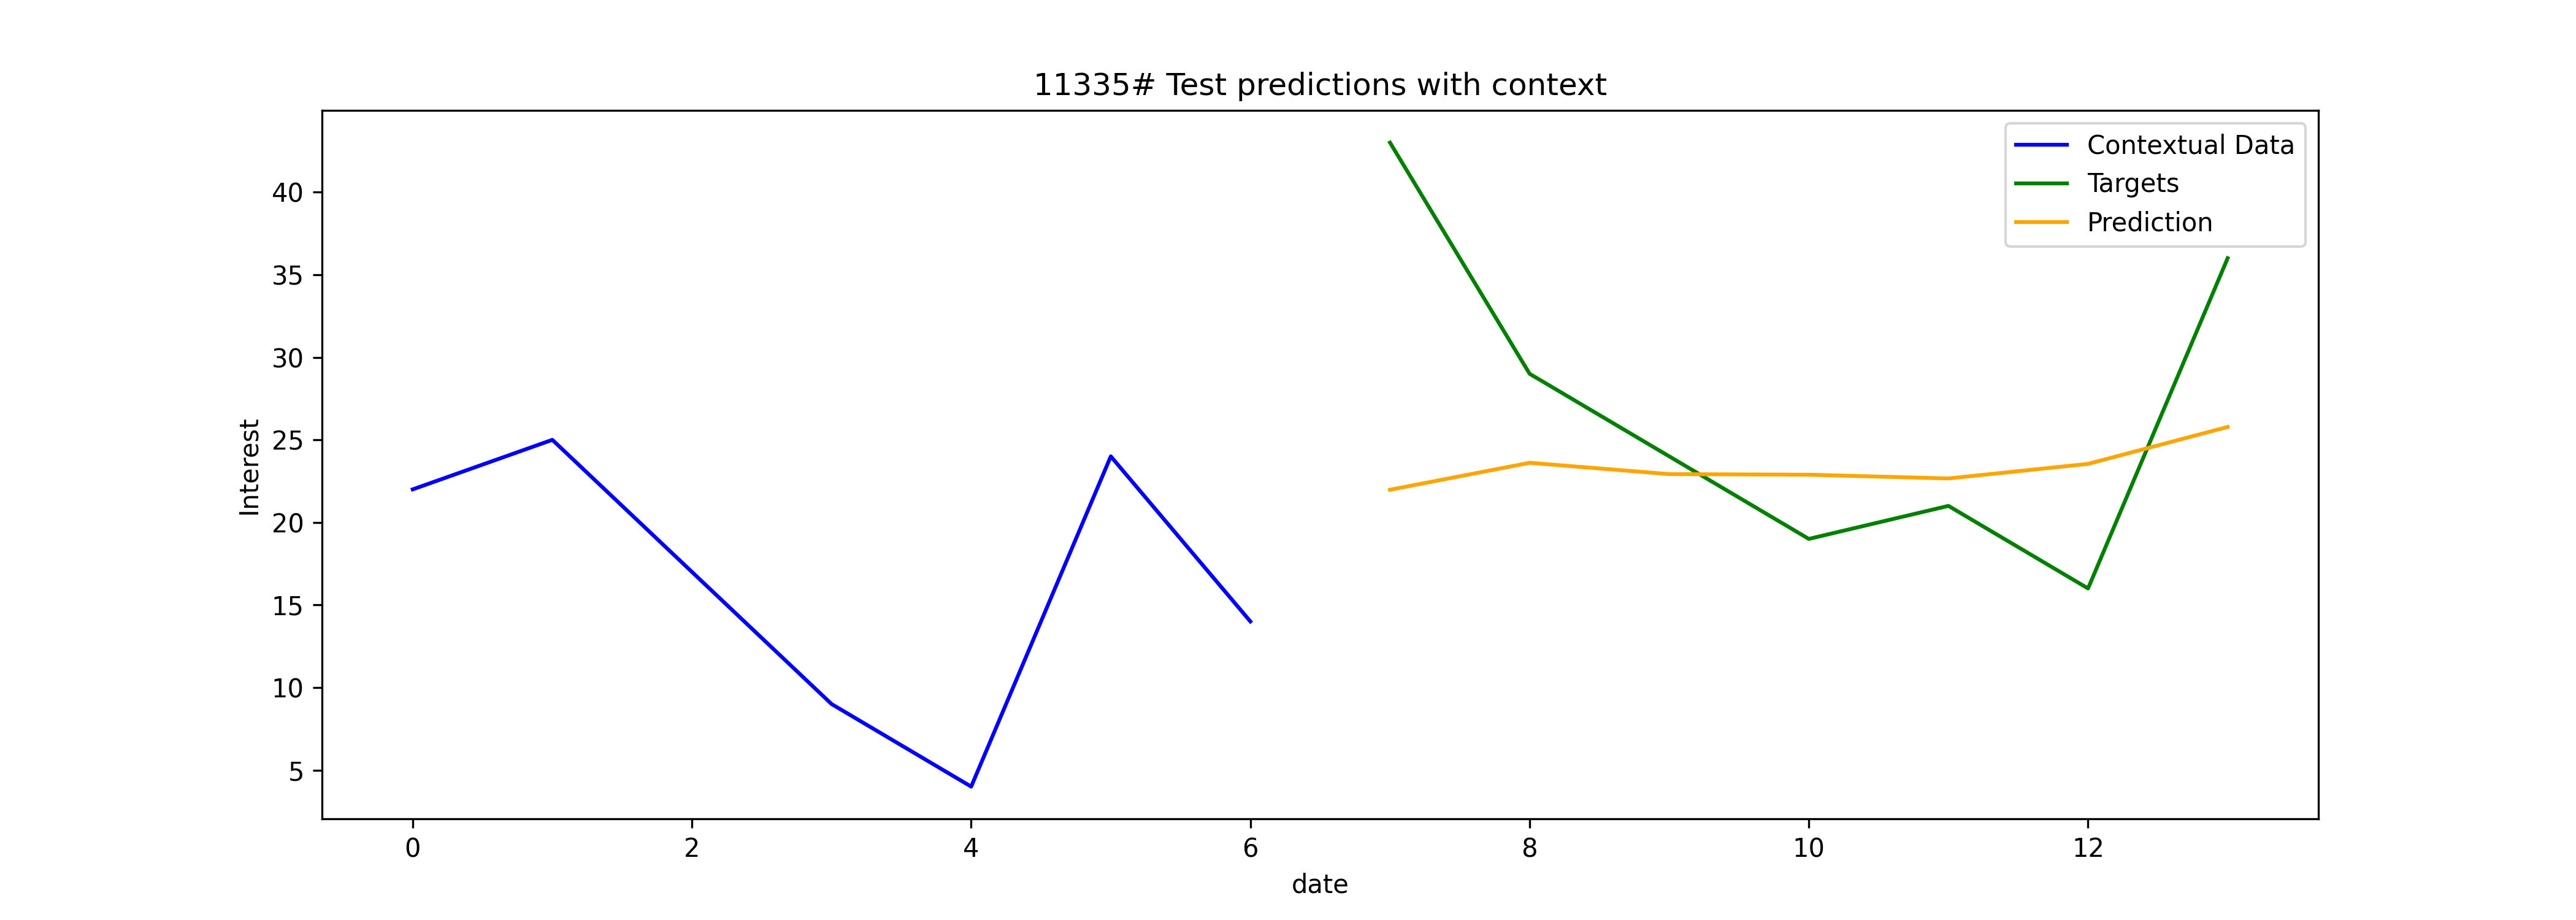 11335# Test predictions with context
Contextual Data
Targets
Prediction
Interest
40
35
30
25
20
15
10
5
0 2 4 6 8 10 12
date